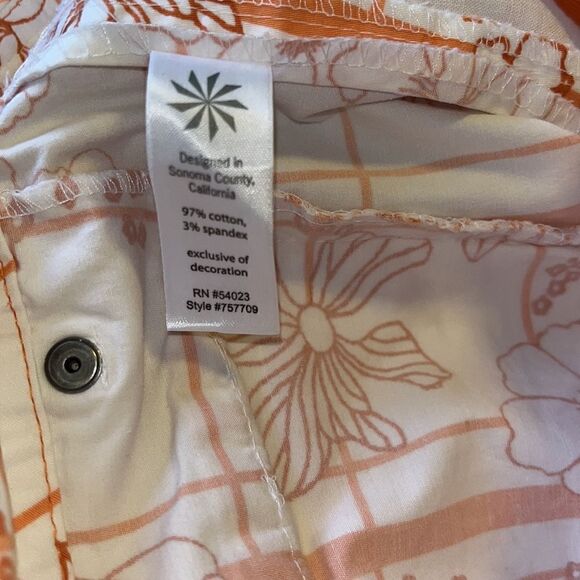 Designed in
Sonoma County,
California
97% cotton,
3% spandex
exclusive of
decoration
RN #54023
Style #757709